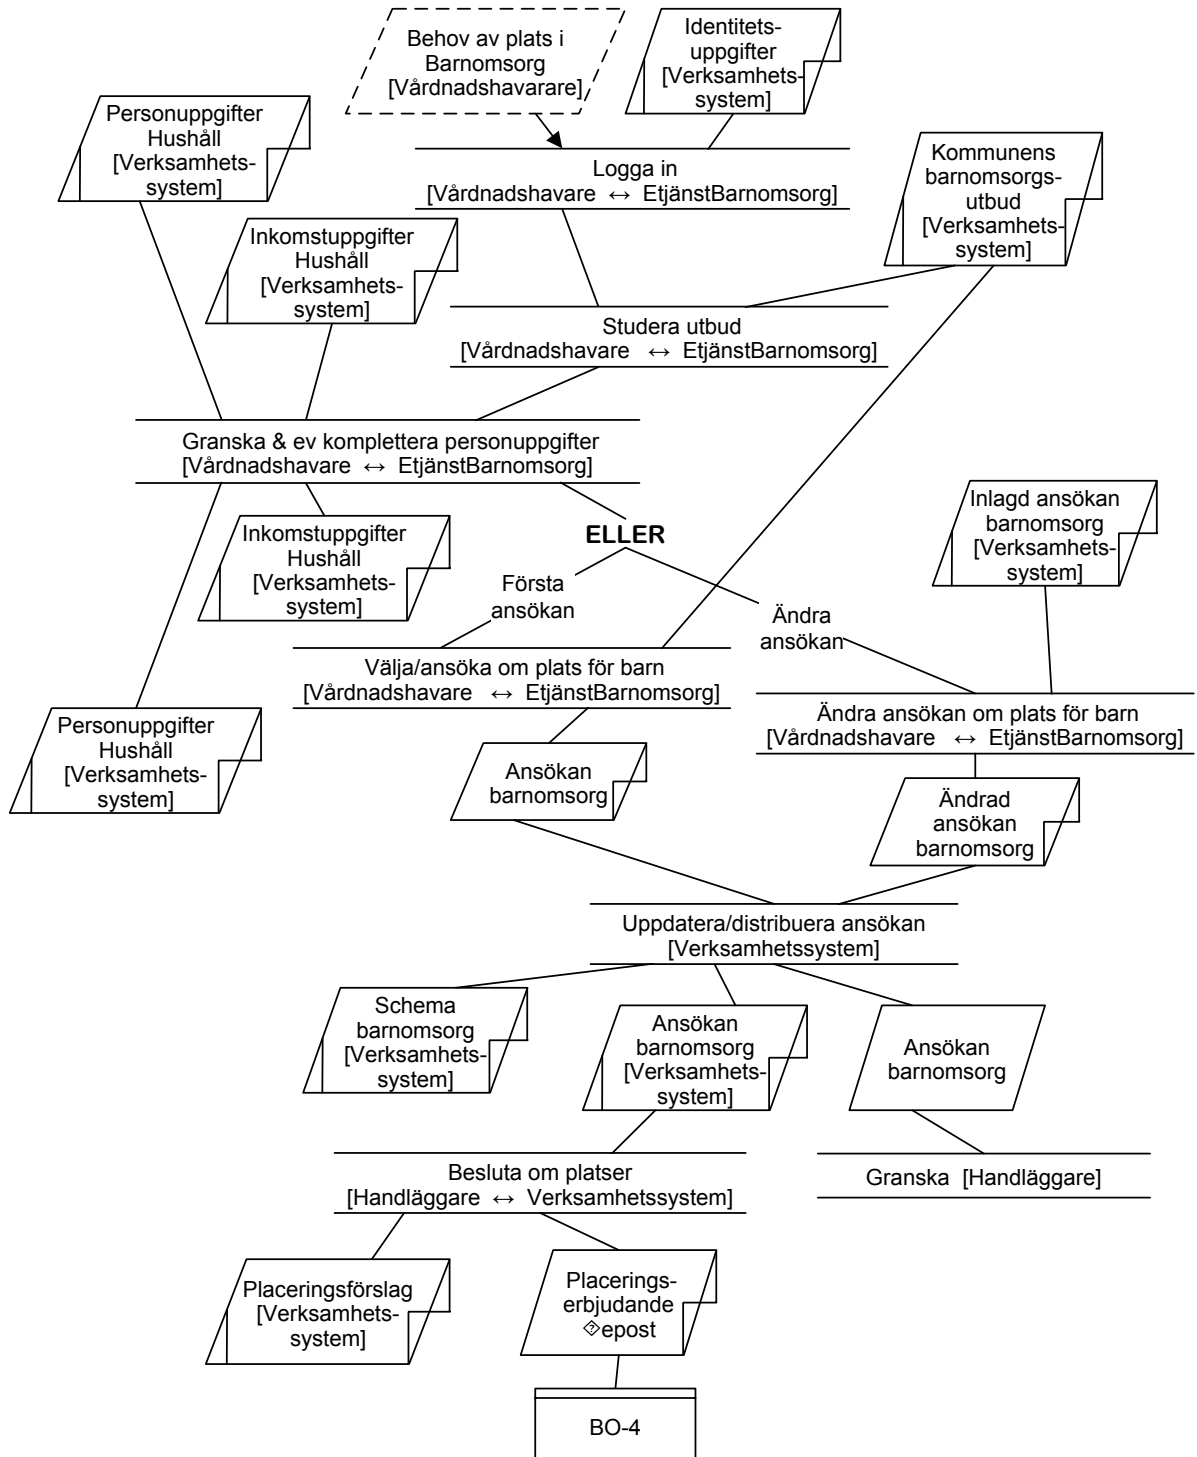 Behov av plats i
Barnomsorg
[Vårdnadshavarare]
Identitets-
uppgifter
[Verksamhets-
system]
Personuppgifter
Hushåll
[Verksamhets-
system]
Logga in
[Vårdnadshavare ↔ EtjänstBarnomsorg]
Kommunens
barnomsorgs-
utbud
[Verksamhets-
system]
Inkomstuppgifter
Hushåll
[Verksamhets-
system]
Studera utbud
[Vårdnadshavare ↔ EtjänstBarnomsorg]
Granska & ev komplettera personuppgifter
[Vårdnadshavare ↔ EtjänstBarnomsorg]
Inkomstuppgifter
Hushåll
[Verksamhets-
system]
ELLER
Inlagd ansökan
barnomsorg
[Verksamhets-
system]
Första
ansökan
Ändra
ansökan
Välja/ansöka om plats för barn
[Vårdnadshavare ↔ EtjänstBarnomsorg]
Ändra ansökan om plats för barn
[Vårdnadshavare ↔ EtjänstBarnomsorg]
Personuppgifter
Hushåll
[Verksamhets-
system]
Ansökan
barnomsorg
Ändrad
ansökan
barnomsorg
Uppdatera/distribuera ansökan
[Verksamhetssystem]
Schema
barnomsorg
[Verksamhets-
system]
Ansökan
barnomsorg
[Verksamhets-
system]
Ansökan
barnomsorg
Besluta om platser
[Handläggare ↔ Verksamhetssystem]
Granska [Handläggare]
Placeringsförslag
[Verksamhets-
system]
Placerings-
erbjudande
�epost
BO-4